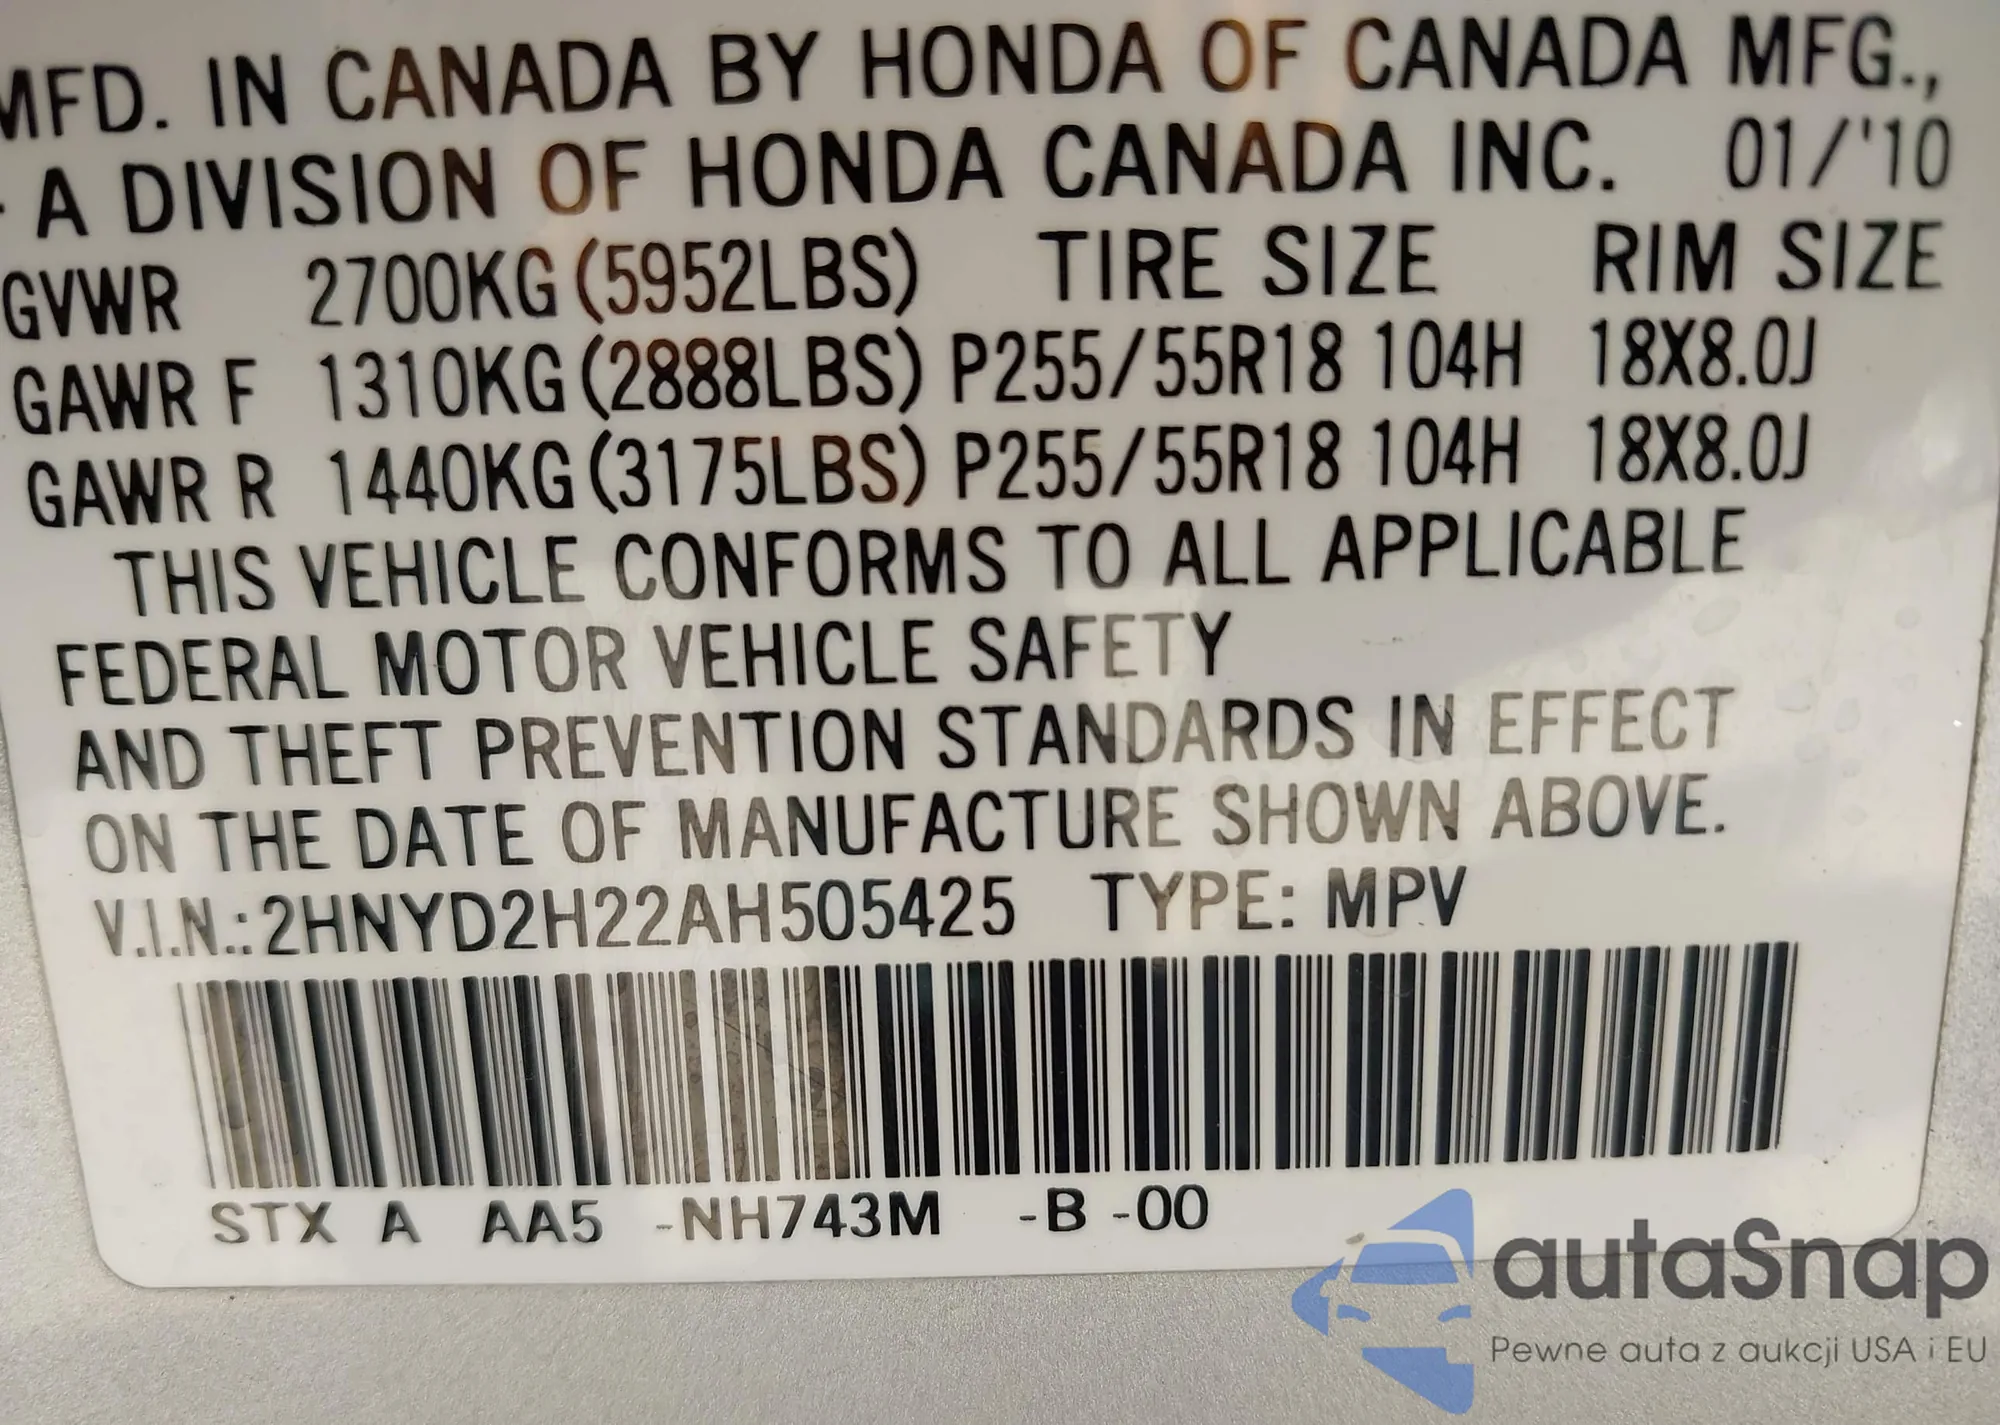 MFD. IN CANADA BY HONDA OF CANADA MFG.,
- A DIVISION OF HONDA CANADA INC. 01/'10
GVWR 2700KG (5952LBS) TIRE SIZE RIM SIZE
GAWR F 1310KG (2888LBS) P255/55R18 104H 18X8.0J
GAWR R 1440KG (3175LBS) P255/55R18 104H 18X8.0J
THIS VEHICLE CONFORMS TO ALL APPLICABLE
FEDERAL MOTOR VEHICLE SAFETY
AND THEFT PREVENTION STANDARDS IN EFFECT
ON THE DATE OF MANUFACTURE SHOWN ABOVE.
V.I.N.: 2HNYD2H22AH505425 TYPE: MPV
STX A AA5 -NH743M -B -00
autaSnap
Pewne auta z aukcji USA i EU